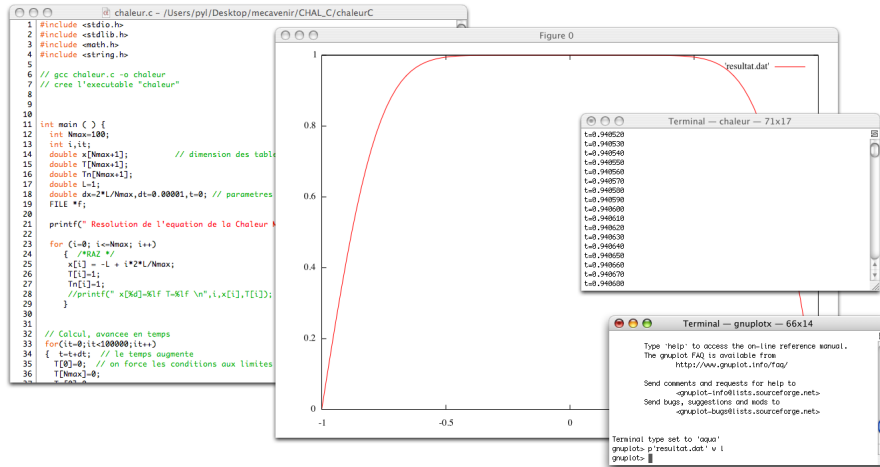 chaleur.c – /Users/pyl/Desktop/mecavenir/CHAL_C/chaleurC
1 #include <stdio.h>
2 #include <stdlib.h>
3 #include <math.h>
4 #include <string.h>
5
6 // gcc chaleur.c -o chaleur
7 // cree l'executable "chaleur"
8
9
10
11 int main ( ) {
12 int Nmax=100;
13 int i,it;
14 double x[Nmax+1]; // dimension des table
15 double T[Nmax+1];
16 double Tn[Nmax+1];
17 double L=1;
18 double dx=2*L/Nmax,dt=0.00001,t=0; // parametres
19 FILE *f;
20
21 printf(" Resolution de l'equation de la Chaleur
22
23 for (i=0; i<=Nmax; i++)
24 { /*RAZ */
25 x[i] = -L + i*2*L/Nmax;
26 T[i]=1;
27 Tn[i]=1;
28 //printf(" x[%d]=%lf T=%lf \n",i,x[i],T[i]);
29 }
30
31
32 // Calcul, avancee en temps
33 for(it=0;it<100000;it++)
34 { t=t+dt; // le temps augmente
35 T[0]=0; // on force les conditions aux limites
36 T[Nmax]=0;
37
Figure 0
1
0.8
0.6
0.4
0.2
0
-1
-0.5
0
'resultat.dat'
Terminal — chaleur — 71x17
t=0.940520
t=0.940530
t=0.940540
t=0.940550
t=0.940560
t=0.940570
t=0.940580
t=0.940590
t=0.940600
t=0.940610
t=0.940620
t=0.940630
t=0.940640
t=0.940650
t=0.940660
t=0.940670
t=0.940680
Terminal — gnuplotx — 66x14
Type `help` to access the on-line reference manual.
The gnuplot FAQ is available from
http://www.gnuplot.info/faq/
Send comments and requests for help to
<gnuplot-info@lists.sourceforge.net>
Send bugs, suggestions and mods to
<gnuplot-bugs@lists.sourceforge.net>
Terminal type set to 'aqua'
gnuplot> p'resultat.dat' w l
gnuplot>